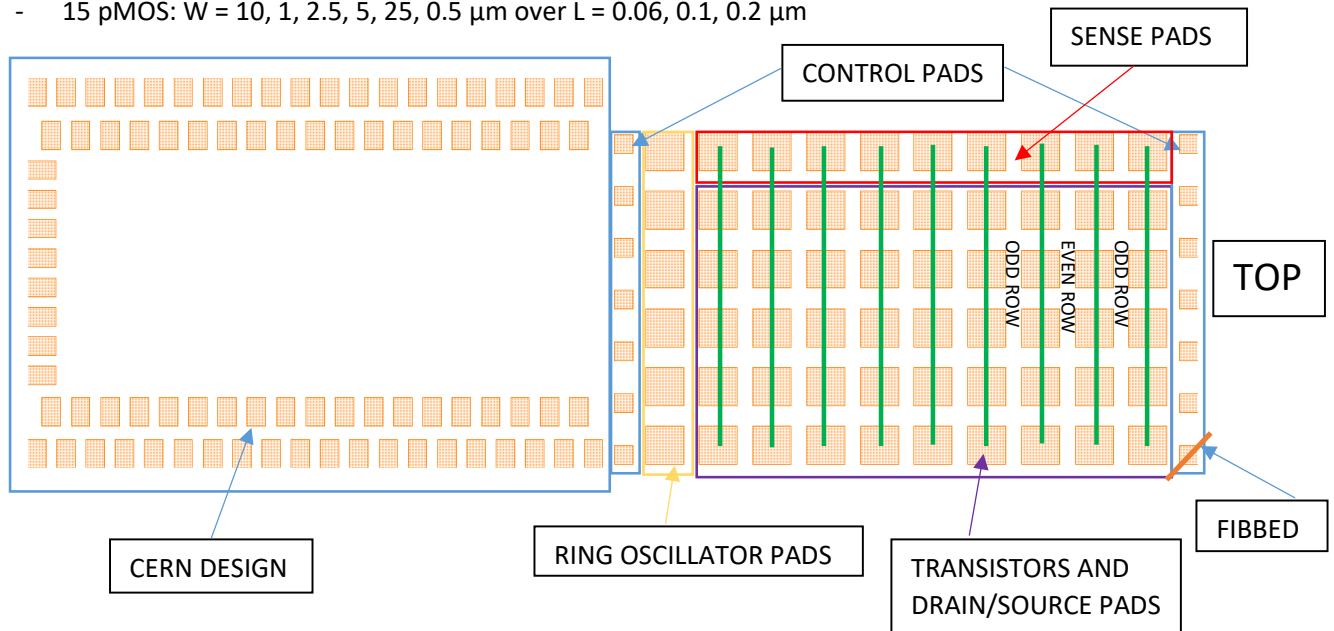 - 15 pMOS: W = 10, 1, 2.5, 5, 25, 0.5 µm over L = 0.06, 0.1, 0.2 µm
SENSE PADS
CONTROL PADS
ODD ROW
EVEN ROW
ODD ROW
TOP
CERN DESIGN
RING OSCILLATOR PADS
TRANSISTORS AND
DRAIN/SOURCE PADS
FIBBED